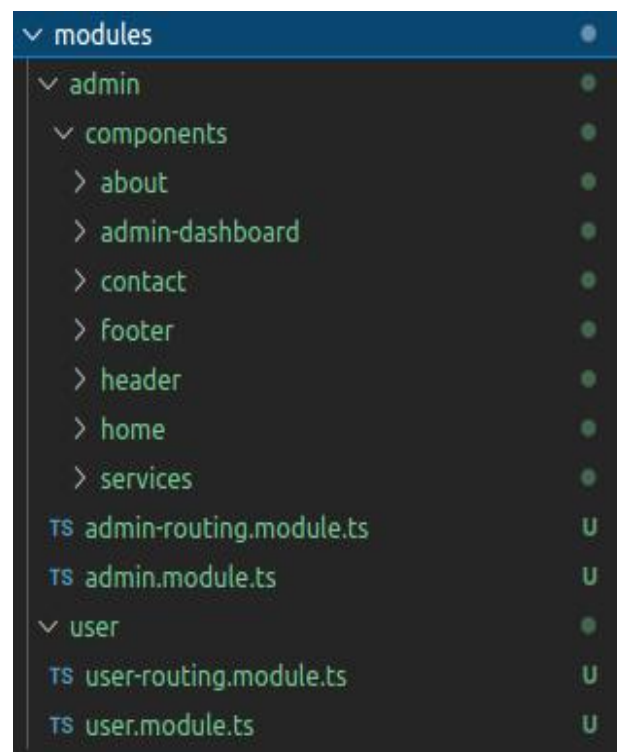 modules
admin
components
about
admin-dashboard
contact
footer
header
home
services
TS admin-routing.module.ts U
TS admin.module.ts U
user
TS user-routing.module.ts U
TS user.module.ts U